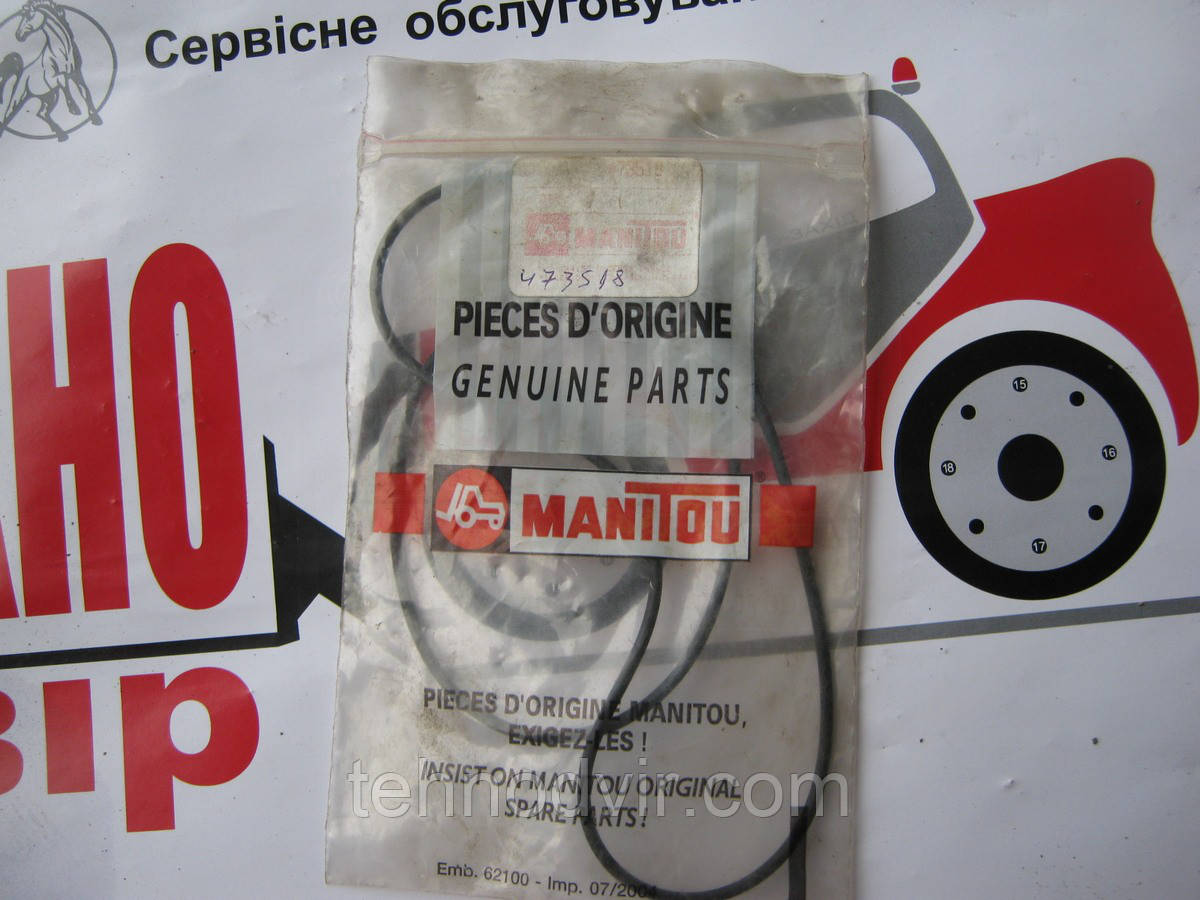 Сервісне обслуговуван
АНО
вір
MANITOU
473518
PIECES D'ORIGINE
GENUINE PARTS
MANITOU
®
PIECES D'ORIGINE MANITOU,
EXIGEZ-LES !
INSIST ON MANITOU ORIGINAL
SPARE PARTS !
Emb. 62100 - Imp. 07/2004
15
16
17
18
tehnodvir.com